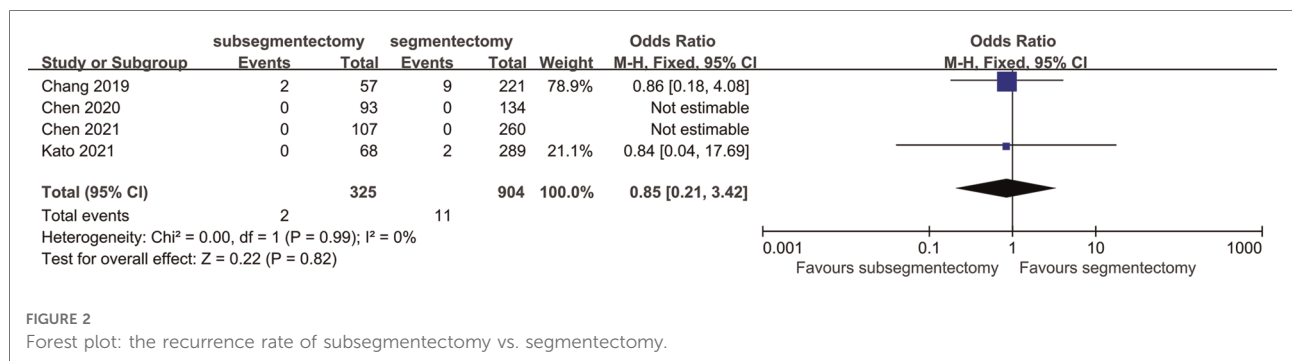 subsegmentectomy segmentectomy Odds Ratio Odds Ratio
Study or Subgroup Events Total Events Total Weight M-H, Fixed, 95% CI M-H, Fixed, 95% CI
Chang 2019 2 57 9 221 78.9% 0.86 [0.18, 4.08]
Chen 2020 0 93 0 134 Not estimable
Chen 2021 0 107 0 260 Not estimable
Kato 2021 0 68 2 289 21.1% 0.84 [0.04, 17.69]
Total (95% CI) 325 904 100.0% 0.85 [0.21, 3.42]
Total events 2 11
Heterogeneity: Chi² = 0.00, df = 1 (P = 0.99); I² = 0%
Test for overall effect: Z = 0.22 (P = 0.82)
0.001 0.1 1 10 1000
Favours subsegmentectomy Favours segmentectomy
FIGURE 2
Forest plot: the recurrence rate of subsegmentectomy vs. segmentectomy.